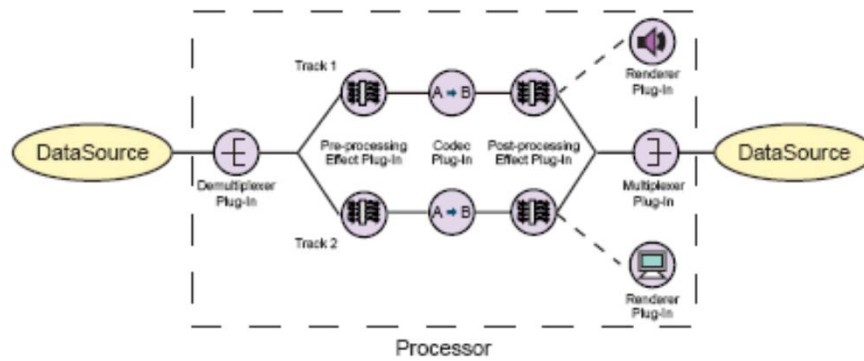 Track 1
Renderer
Plug-In
A B
DataSource
Pre-processing
Effect Plug-In
Codec
Plug-In
Post-processing
Effect Plug-In
DataSource
Demultiplexer
Plug-In
Multiplexer
Plug-In
A B
Track 2
Renderer
Plug-In
Processor